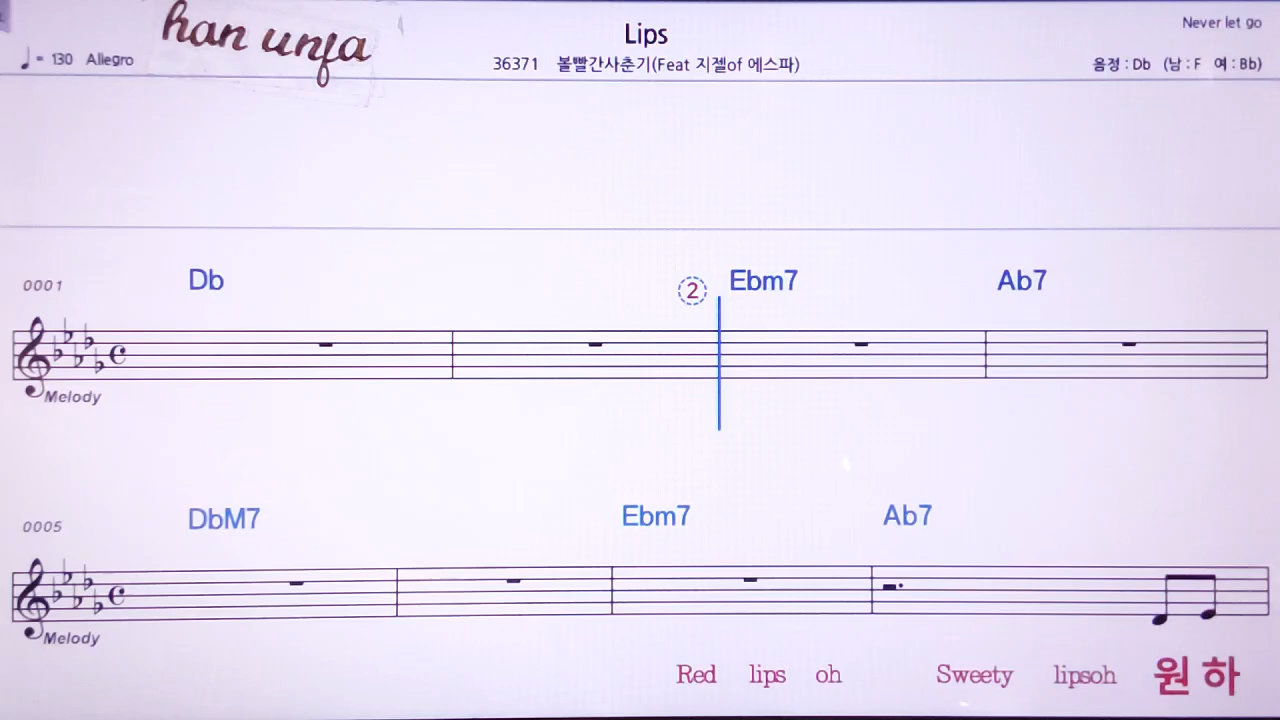 han unja
Lips
Never let go
♩ = 130 Allegro
36371 볼빨간사춘기(Feat 지젤of 에스파)
음정 : Db (남 : F 여 : Bb)
0001
Db
②
Ebm7
Ab7
Melody
0005
DbM7
Ebm7
Ab7
Melody
Red lips oh Sweety lipsoh 원 하